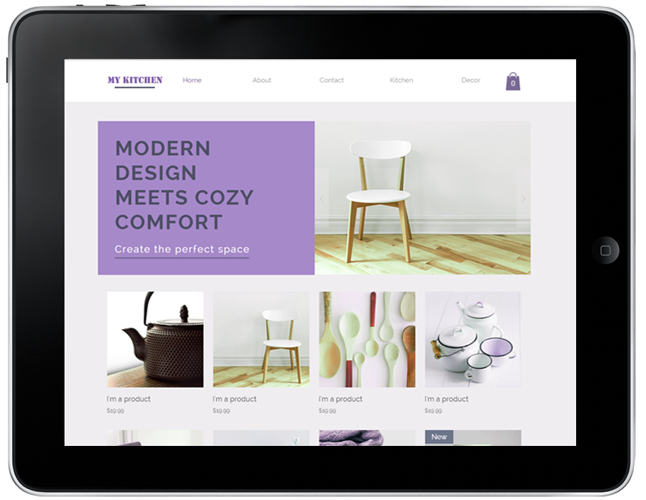 MY KITCHEN
Home
About
Contact
Kitchen
Decor
0
MODERN
DESIGN
MEETS COZY
COMFORT
Create the perfect space
I'm a product
I'm a product
I'm a product
I'm a product
$19.99
$19.99
$19.99
$19.99
New